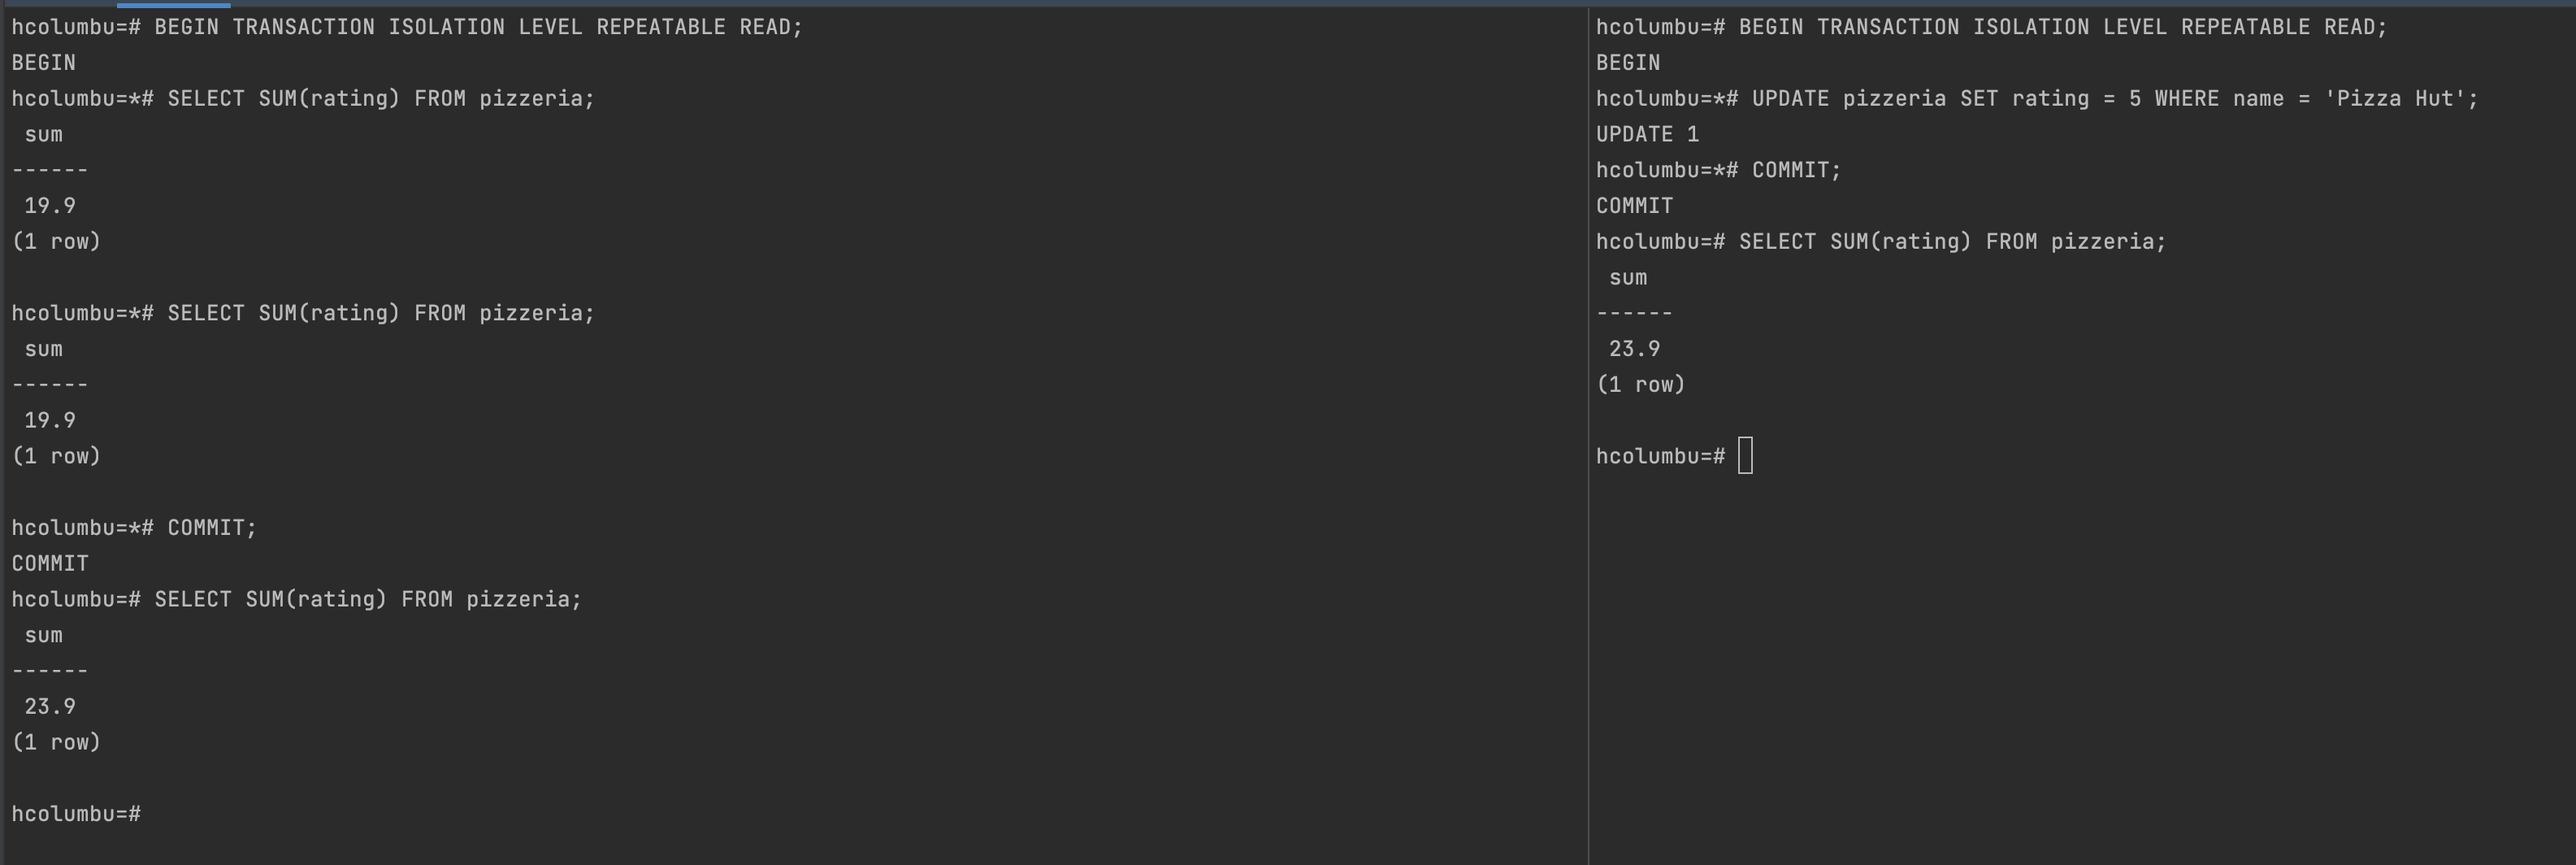 hcolumbu=# BEGIN TRANSACTION ISOLATION LEVEL REPEATABLE READ;
BEGIN
hcolumbu=*# SELECT SUM(rating) FROM pizzeria;
 sum
------
 19.9
(1 row)

hcolumbu=*# SELECT SUM(rating) FROM pizzeria;
 sum
------
 19.9
(1 row)

hcolumbu=*# COMMIT;
COMMIT
hcolumbu=# SELECT SUM(rating) FROM pizzeria;
 sum
------
 23.9
(1 row)

hcolumbu=#
hcolumbu=# BEGIN TRANSACTION ISOLATION LEVEL REPEATABLE READ;
BEGIN
hcolumbu=*# UPDATE pizzeria SET rating = 5 WHERE name = 'Pizza Hut';
UPDATE 1
hcolumbu=*# COMMIT;
COMMIT
hcolumbu=# SELECT SUM(rating) FROM pizzeria;
 sum
------
 23.9
(1 row)

hcolumbu=#